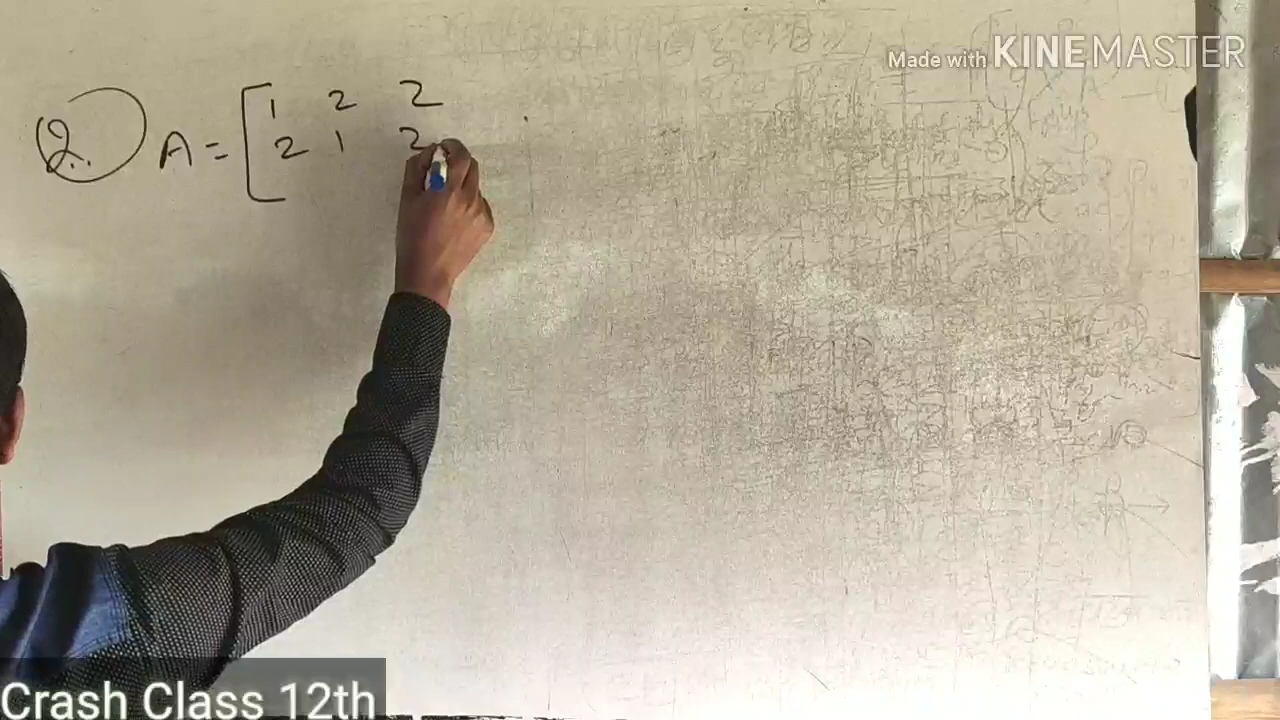 Made with KINEMASTER
Q.. A = [ 1 2 2
2 1 2
Crash Class 12th